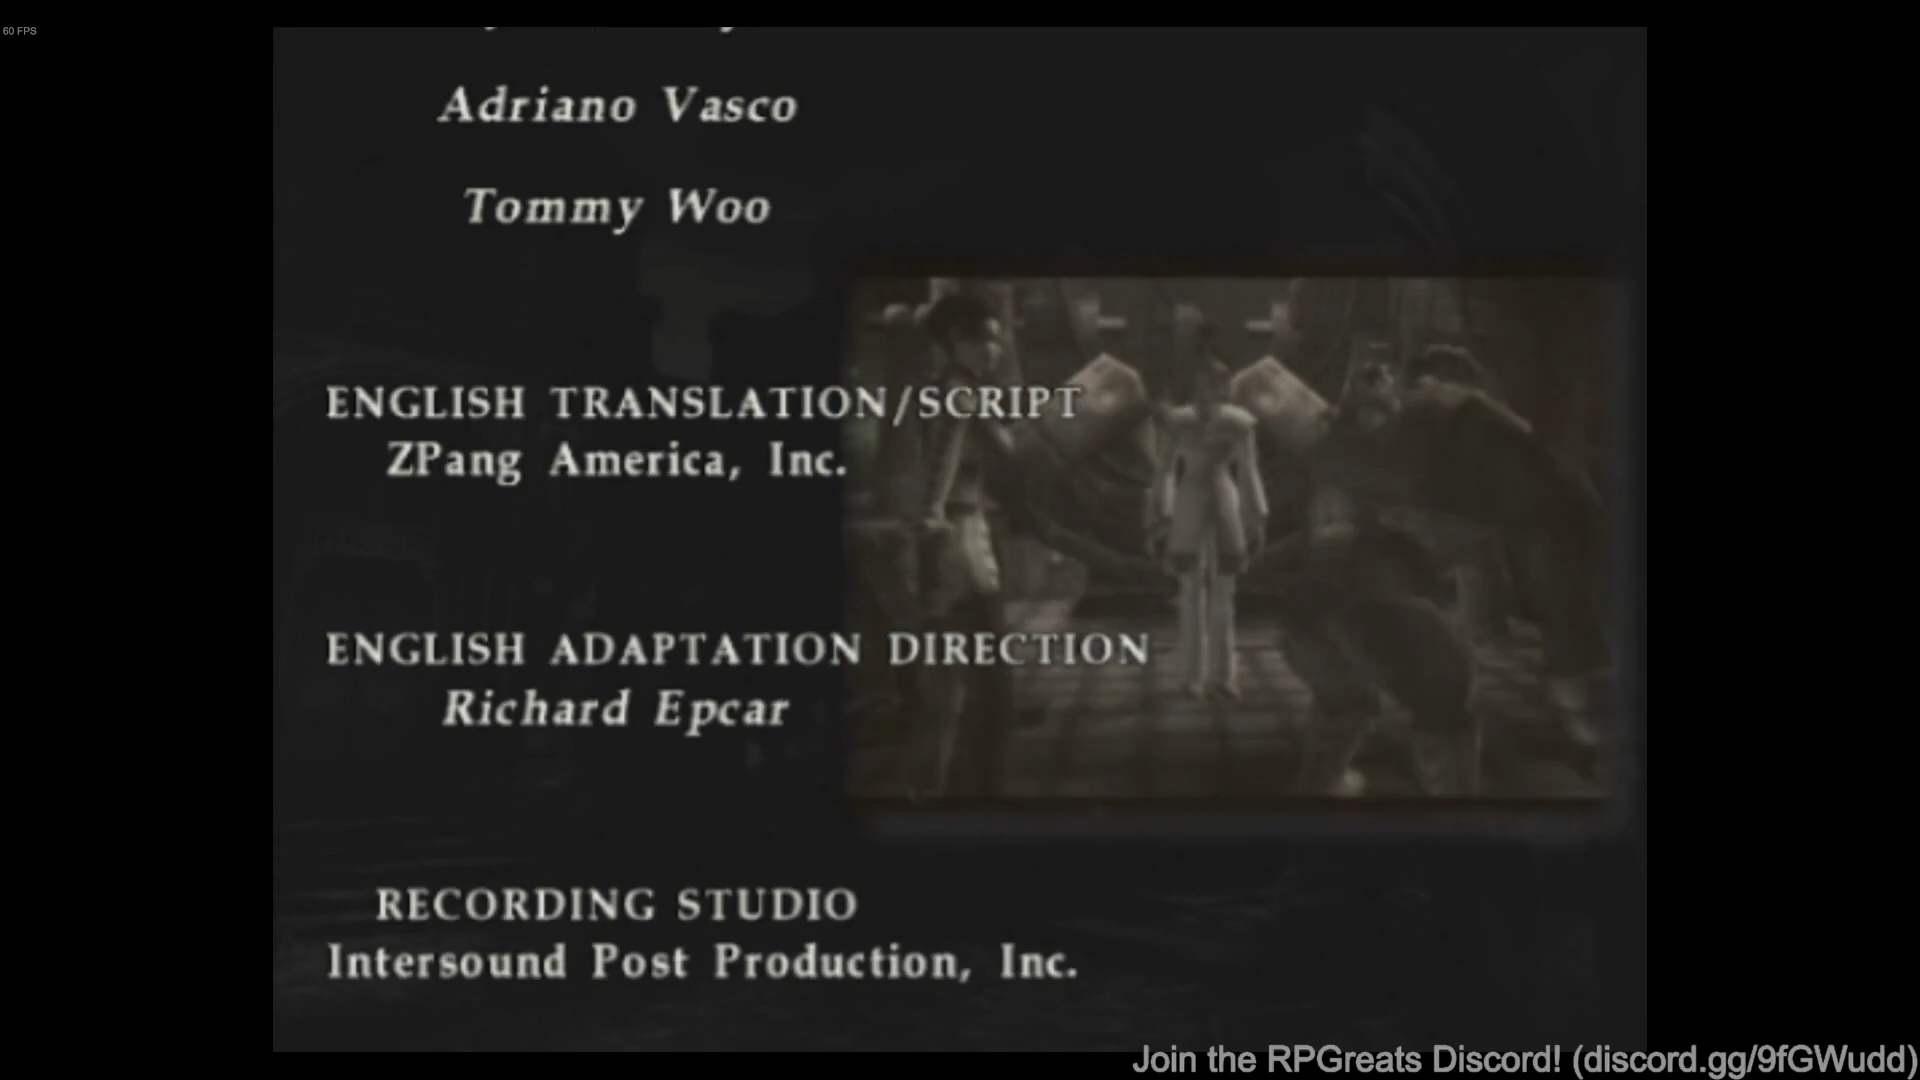 60 FPS
Adriano Vasco
Tommy Woo
ENGLISH TRANSLATION/SCRIPT
ZPang America, Inc.
ENGLISH ADAPTATION DIRECTION
Richard Epcar
RECORDING STUDIO
Intersound Post Production, Inc.
Join the RPGreats Discord! (discord.gg/9fGWudd)